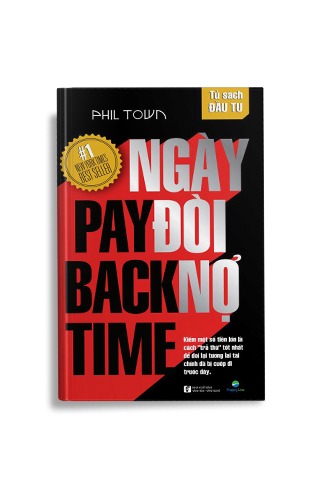 Tủ sách
ĐẦU TƯ
PHIL TOWN
#1
NEW YORK TIMES
BEST SELLER
NGÀY
PAY ĐÒI
BACK NỢ
TIME
Kiếm một số tiền lớn là
cách "trả thù" tốt nhất
để đòi lại tương lai tài
chính đã bị cướp đi
trước đây.